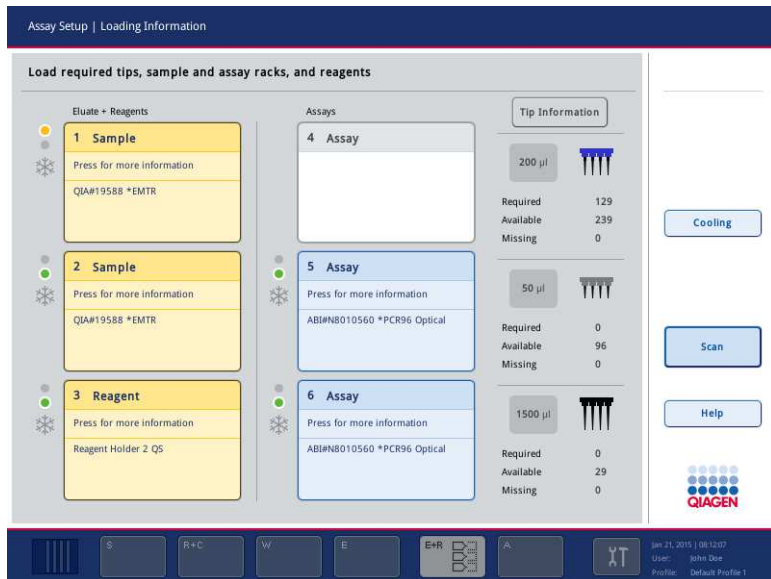 Assay Setup | Loading Information
Load required tips, sample and assay racks, and reagents
Eluate + Reagents
1 Sample
Press for more information
QIA#19588 *EMTR
2 Sample
Press for more information
QIA#19588 *EMTR
3 Reagent
Press for more information
Reagent Holder 2 QS
Assays
4 Assay
5 Assay
Press for more information
ABI#N8010560 *PCR96 Optical
6 Assay
Press for more information
ABI#N8010560 *PCR96 Optical
Tip Information
200 µl
Required 129
Available 239
Missing 0
50 µl
Required 0
Available 96
Missing 0
1500 µl
Required 0
Available 29
Missing 0
Cooling
Scan
Help
QIAGEN
S
R+C
W
E
E+R
A
Jan 21, 2015 | 08:12:07
User: John Doe
Profile: Default Profile 1